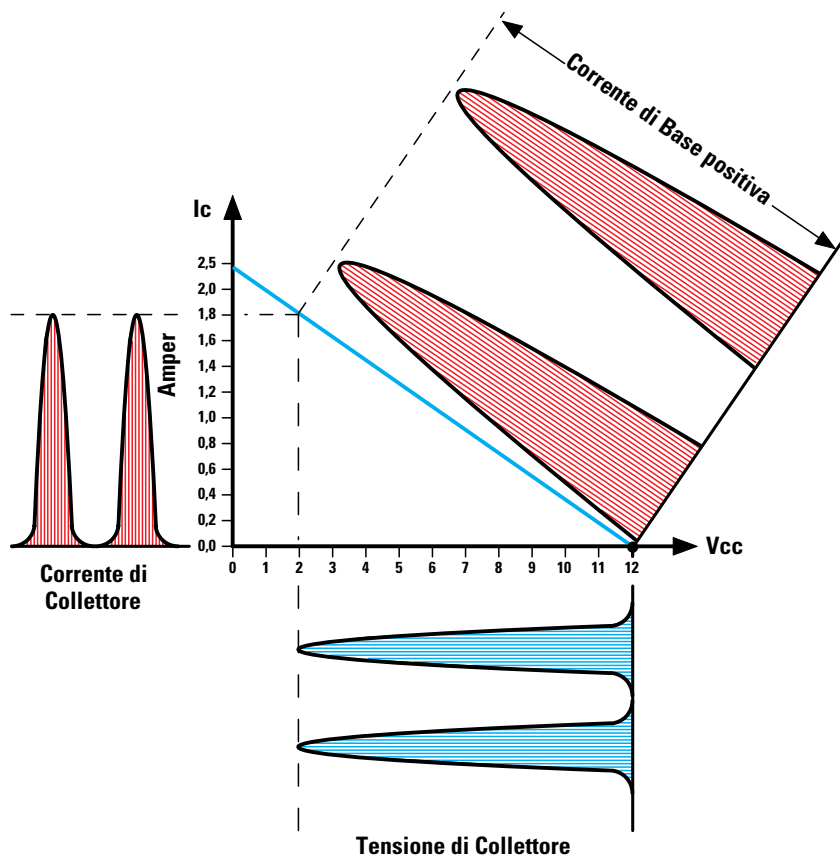 Corrente di Base positiva
Ic
2,5
2,0
1,8
1,6
1.4
1,2
1,0
0,8
0,6
0,4
0,2
0,0
Amper
0 1 2 3 4 5 6 7 8 9 10 11 12
Vcc
Corrente di
Collettore
Tensione di Collettore